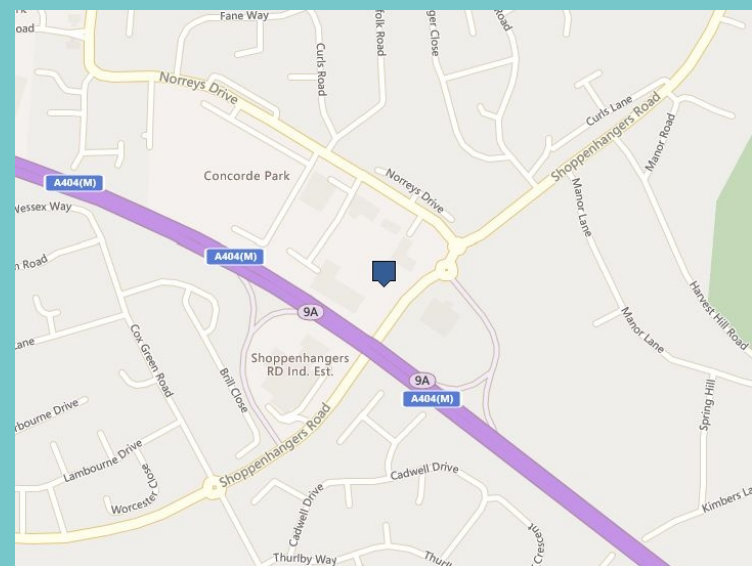 Fane Way
oad
Curls Road
folk Road
ger Close
Road
Norreys Drive
Curls Lane
Shoppenhangers Road
Manor Road
Concorde Park
Norreys Drive
Manor Lane
A404(M)
Wessex Way
A404(M)
n Road
Harvest Hill Road
9A
Manor Lane
Lane
Cox Green Road
Brill Close
Shoppenhangers
RD Ind. Est.
9A
A404(M)
Spring Hill
rbourne Drive
Shoppenhangers Road
Lambourne Drive
Close
Worcester
Cadwell Drive
Cadwell Drive
Kimbers La
Crescent
Thurlby Way
Thurlb